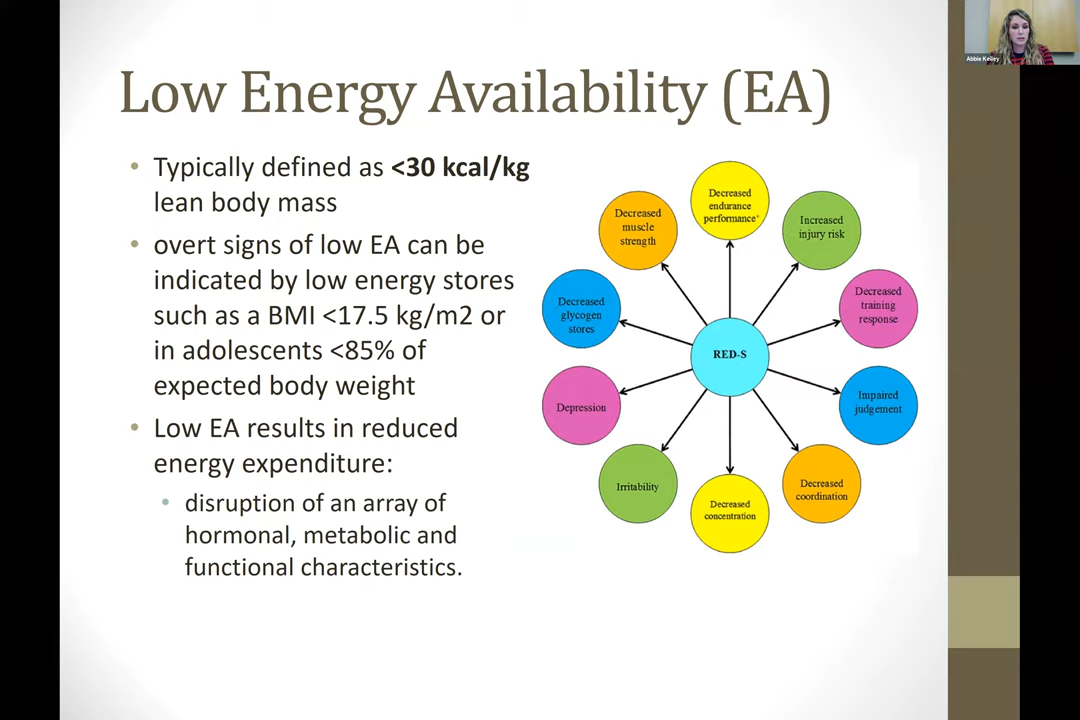 Low Energy Availability (EA)
• Typically defined as <30 kcal/kg
lean body mass
• overt signs of low EA can be
indicated by low energy stores
such as a BMI <17.5 kg/m2 or
in adolescents <85% of
expected body weight
• Low EA results in reduced
energy expenditure:
• disruption of an array of
hormonal, metabolic and
functional characteristics.
Decreased
endurance
performance*
Increased
injury risk
Decreased
training
response
Impaired
judgement
Decreased
coordination
Decreased
concentration
Irritability
Depression
Decreased
glycogen
stores
Decreased
muscle
strength
RED-S
Abbie Kelley